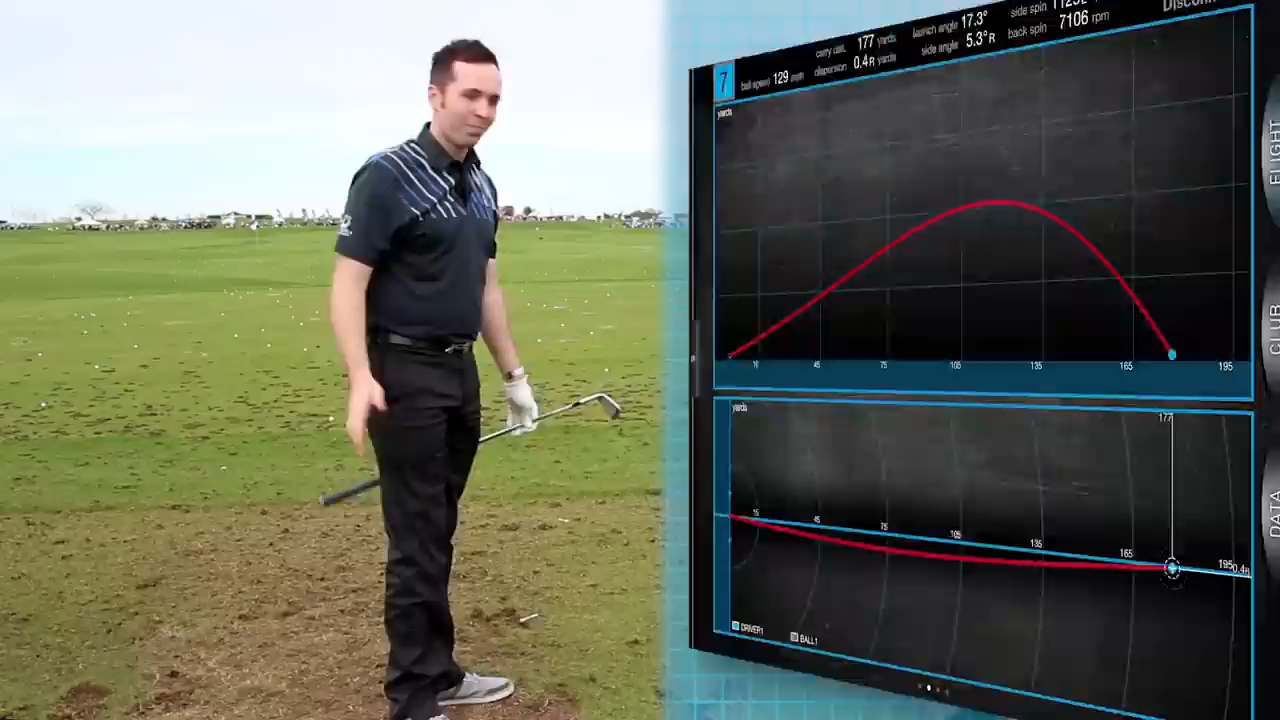 7 ball speed 129 mph
carry dist. 177 yards
dispersion 0.4R yards
launch angle 17.3°
side angle 5.3°R
side spin
back spin 7106 rpm
yards
15 45 75 105 135 165 195
yards
177
15 45 75 105 135 165 195 0.4R
DRIVER1 BALL1
FLIGHT
CLUB
DATA